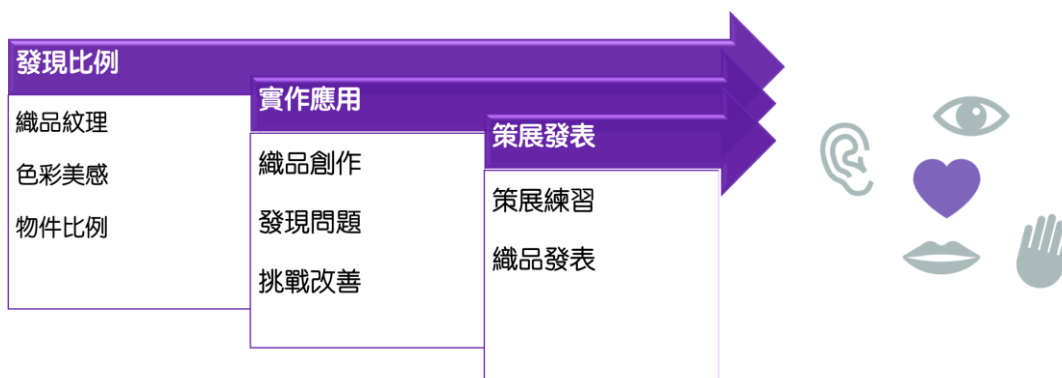 發現比例
織品紋理
色彩美感
物件比例
實作應用
織品創作
發現問題
挑戰改善
策展發表
策展練習
織品發表